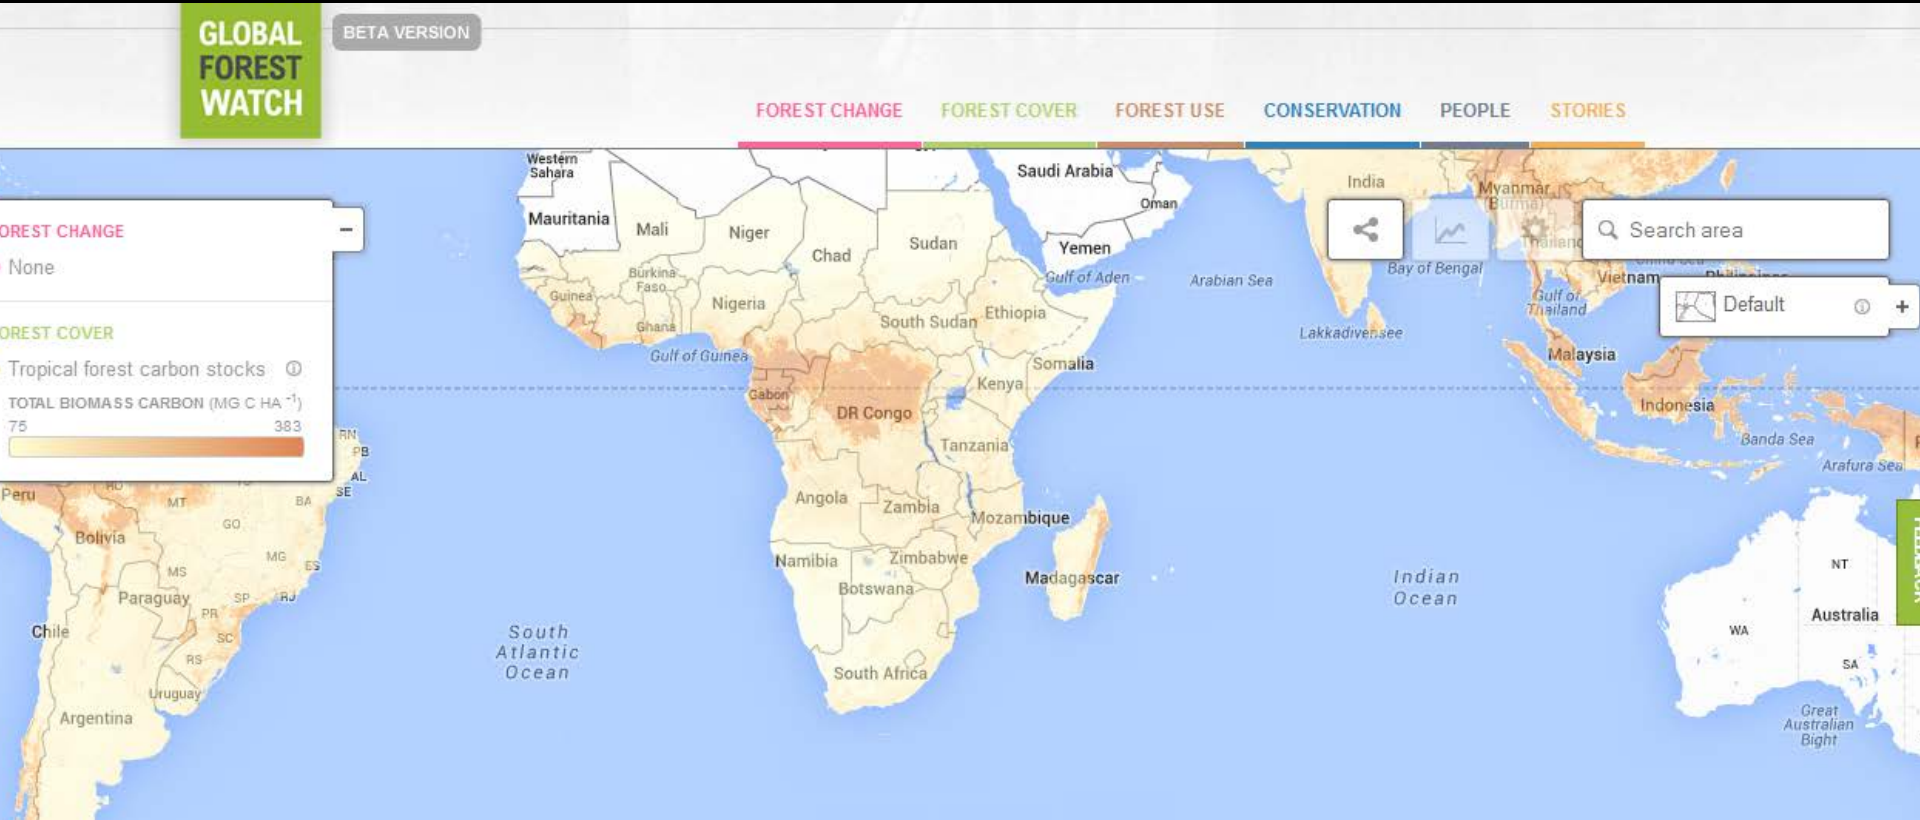 GLOBAL
FOREST
WATCH
BETA VERSION
FOREST CHANGE
FOREST COVER
FOREST USE
CONSERVATION
PEOPLE
STORIES
OREST CHANGE
None
OREST COVER
Tropical forest carbon stocks
TOTAL BIOMASS CARBON (MG C HA -1)
75 383
Search area
Default
Western
Sahara
Mauritania
Mali
Niger
Chad
Sudan
Burkina
Faso
Guinea
Ghana
Nigeria
South Sudan
Ethiopia
Somalia
Kenya
Gabon
DR Congo
Tanzania
Angola
Zambia
Mozambique
Namibia
Zimbabwe
Botswana
Madagascar
South Africa
Saudi Arabia
Oman
Yemen
Gulf of Aden
Arabian Sea
Gulf of Guinea
India
Myanmar
(Burma)
Thailand
Bay of Bengal
Vietnam
Philippines
Gulf of
Thailand
Lakkadivensee
Malaysia
Indonesia
Banda Sea
Arafura Sea
RN
PB
AL
SE
BA
MT
GO
MG
ES
MS
SP
RJ
PR
SC
RS
Peru
Bolivia
Paraguay
Chile
Uruguay
Argentina
South
Atlantic
Ocean
Indian
Ocean
NT
Australia
WA
SA
Great
Australian
Bight